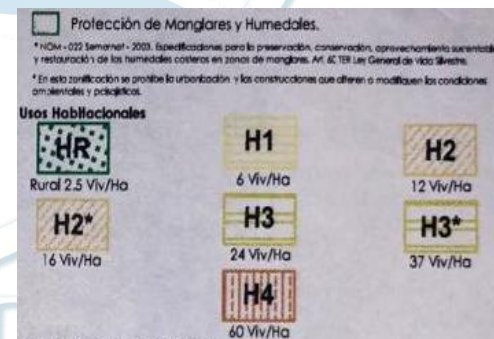 Protección de Manglares y Humedales.
* NOM - 022 Semarnat - 2003. Especificaciones para la preservación, conservación, aprovechamiento sustentable
y restauración de los humedales costeros en zonas de manglares. Art. 60 TER Ley General de vida Silvestre.
* En esta zonificación se prohíbe la urbanización y las construcciones que alteren o modifiquen las condiciones
ambientales y paisajísticas.
Usos Habitacionales
HR
H1
H2
Rural 2.5 Viv/Ha
6 Viv/Ha
12 Viv/Ha
H2*
H3
H3*
16 Viv/Ha
24 Viv/Ha
37 Viv/Ha
H4
60 Viv/Ha